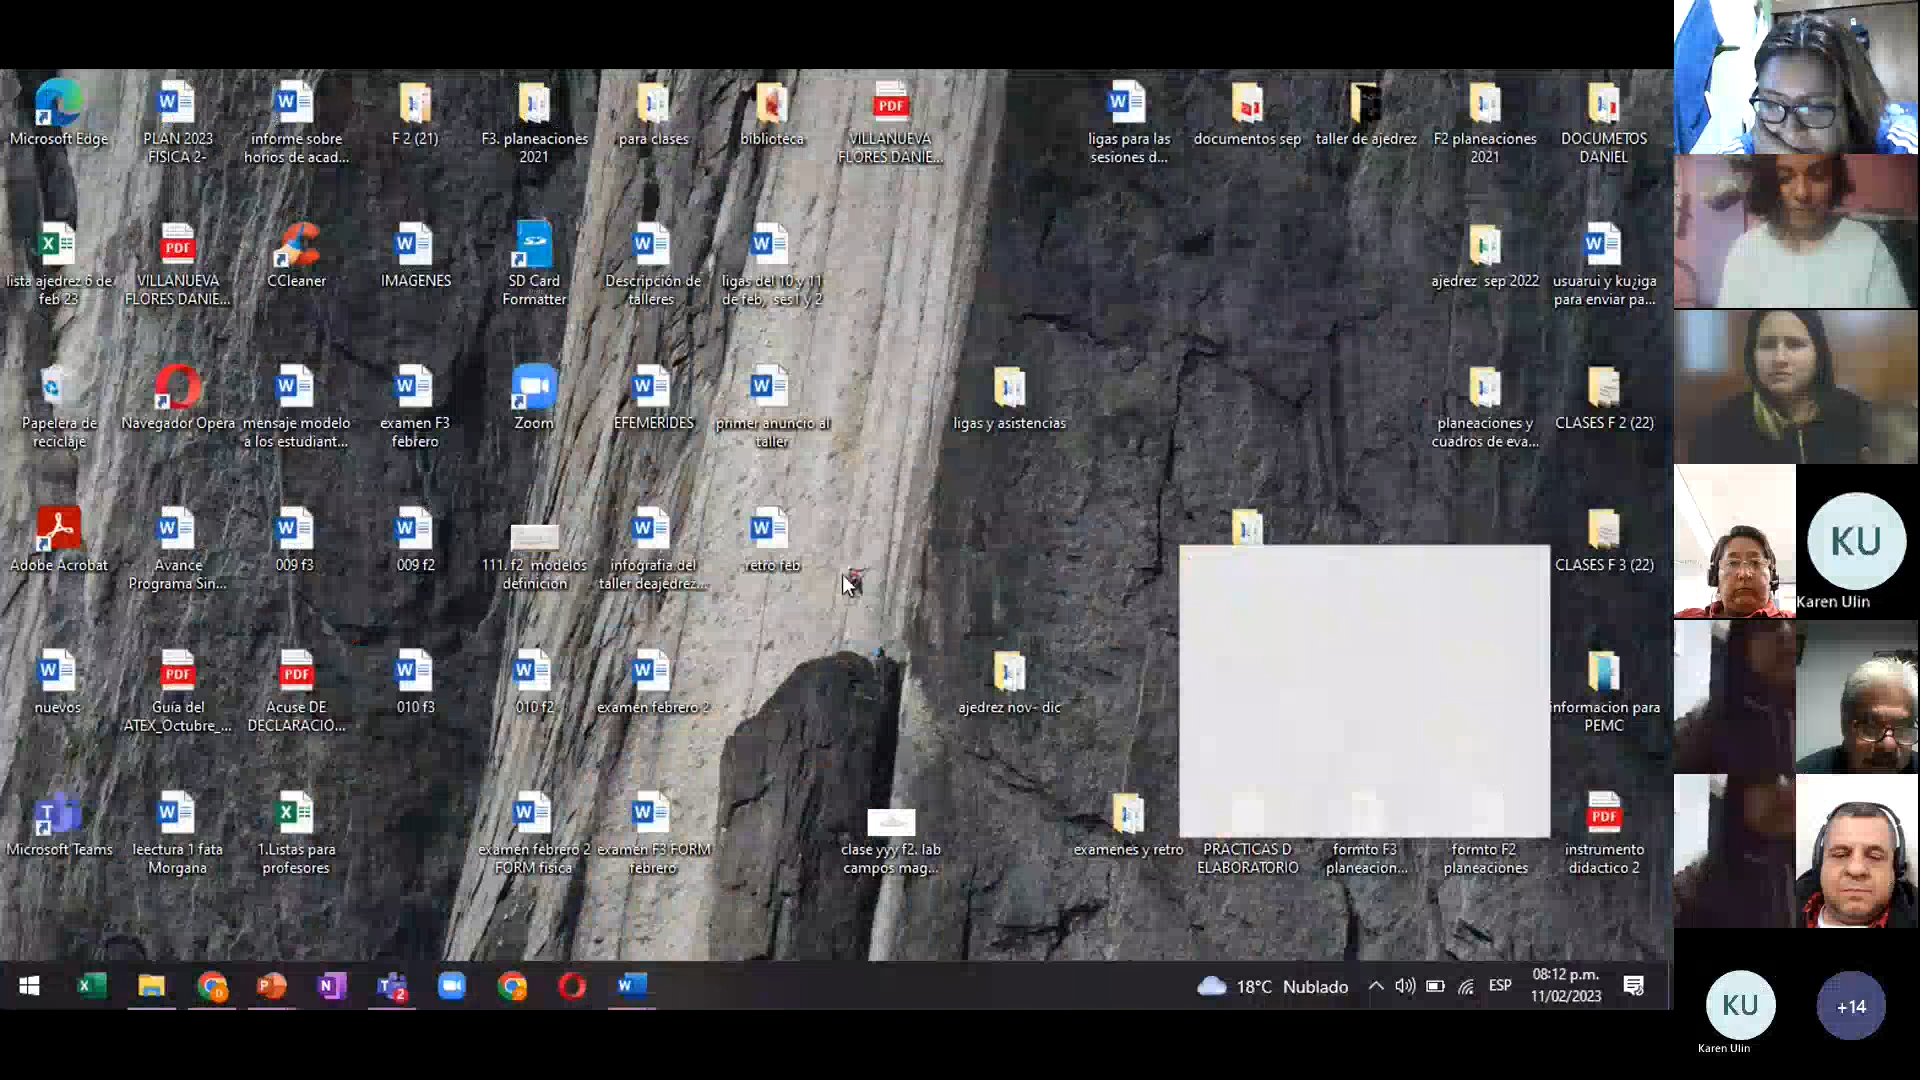 Microsoft Edge
PLAN 2023
FISICA 2-
informe sobre
horios de acad...
F 2 (21)
F3. planeaciones
2021
para clases
biblioteca
PDF
VILLANUEVA
FLORES DANIE...
ligas para las
sesiones d...
documentos sep
taller de ajedrez
F2 planeaciones
2021
DOCUMETOS
DANIEL
lista ajedrez 6 de
feb 23
PDF
VILLANUEVA
FLORES DANIE...
CCleaner
IMAGENES
SD Card
Formatter
Descripción de
talleres
ligas del 10 y 11
de feb, ses1 y 2
ajedrez sep 2022
usuarui y ku¿iga
para enviar pa...
Papelera de
reciclaje
Navegador Opera
mensaje modelo
a los estudiant...
examen F3
febrero
Zoom
EFEMERIDES
primer anuncio al
taller
ligas y asistencias
planeaciones y
cuadros de eva...
CLASES F 2 (22)
Adobe Acrobat
Avance
Programa Sin...
009 f3
009 f2
111. f2 modelos
definicion
infografia del
taller deajedrez...
retro feb
CLASES F 3 (22)
nuevos
PDF
Guía del
ATEX_Octubre_...
PDF
Acuse DE
DECLARACIO...
010 f3
010 f2
examen febrero 2
ajedrez nov- dic
informacion para
PEMC
Microsoft Teams
leectura 1 fata
Morgana
1.Listas para
profesores
examen febrero 2
FORM fisica
examen F3 FORM
febrero
clase yyy f2. lab
campos mag...
examenes y retro
PRACTICAS D
ELABORATORIO
formto F3
planeacion...
formto F2
planeaciones
PDF
instrumento
didactico 2
18°C Nublado
ESP
08:12 p.m.
11/02/2023
KU
Karen Ulin
KU
Karen Ulin
+14